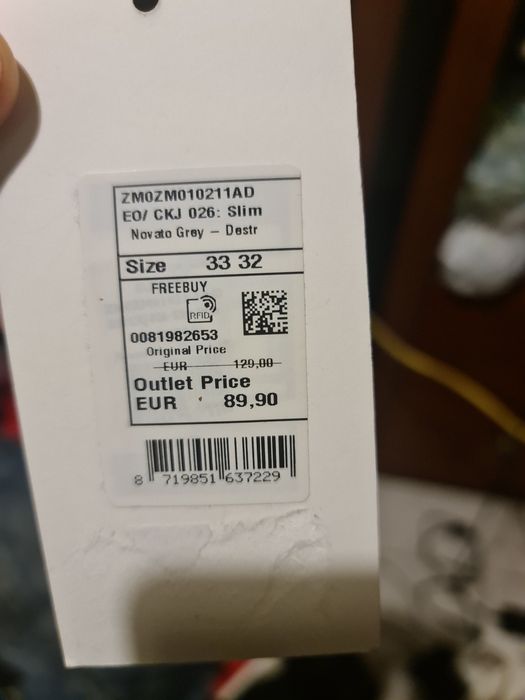 ZM0ZM010211AD
EO/ CKJ 026: Slim
Novato Grey – Destr
Size 33 32
FREEBUY
RFID
0081982653
Original Price
EUR 129,00
Outlet Price
EUR 89,90
8 719851 637229